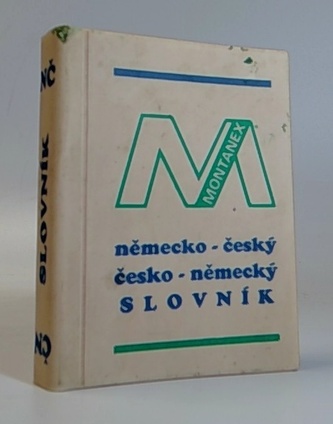 MONTANEX
německo - český
česko - německý
SLOVNÍK
NČ
SLOVNÍK
ČN